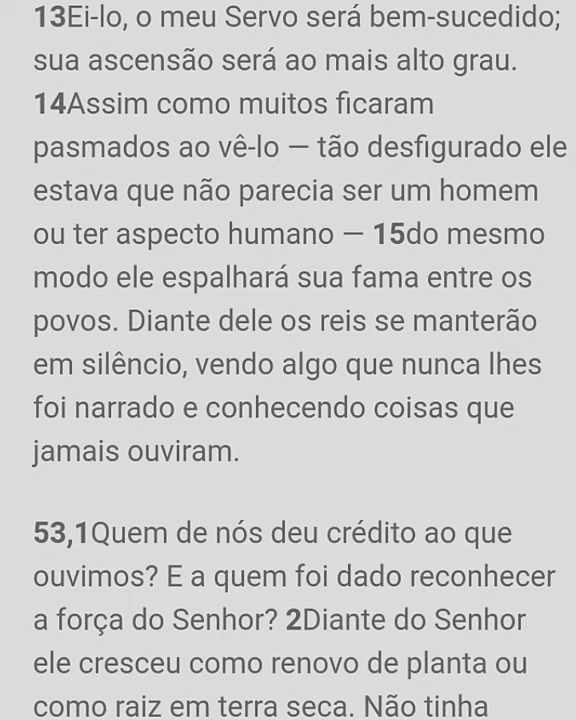 13Ei-lo, o meu Servo será bem-sucedido;
sua ascensão será ao mais alto grau.
14Assim como muitos ficaram
pasmados ao vê-lo — tão desfigurado ele
estava que não parecia ser um homem
ou ter aspecto humano — 15do mesmo
modo ele espalhará sua fama entre os
povos. Diante dele os reis se manterão
em silêncio, vendo algo que nunca lhes
foi narrado e conhecendo coisas que
jamais ouviram.
53,1Quem de nós deu crédito ao que
ouvimos? E a quem foi dado reconhecer
a força do Senhor? 2Diante do Senhor
ele cresceu como renovo de planta ou
como raiz em terra seca. Não tinha